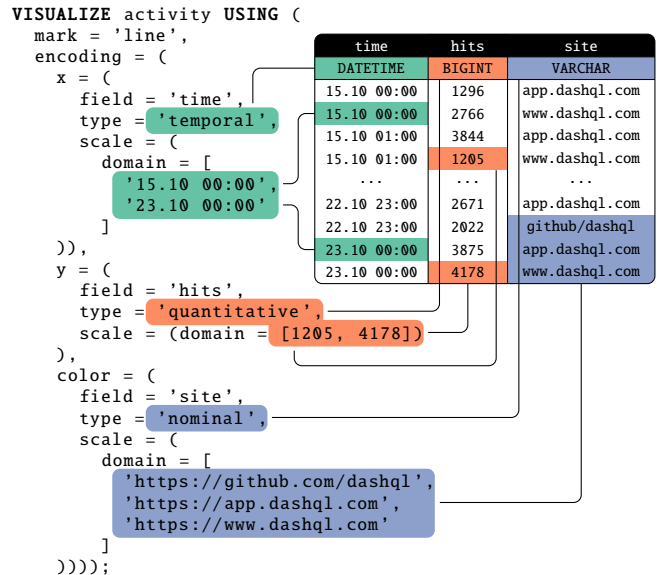 VISUALIZE activity USING (
mark = 'line',
encoding = (
x = (
field = 'time',
type = 'temporal',
scale = (
domain = [
'15.10 00:00',
'23.10 00:00'
]
)),
y = (
field = 'hits',
type = 'quantitative',
scale = (domain = [1205, 4178])
),
color = (
field = 'site',
type = 'nominal',
scale = (
domain = [
'https://github.com/dashql',
'https://app.dashql.com',
'https://www.dashql.com'
]
))));
time hits site
DATETIME BIGINT VARCHAR
15.10 00:00 1296 app.dashql.com
15.10 00:00 2766 www.dashql.com
15.10 01:00 3844 app.dashql.com
15.10 01:00 1205 www.dashql.com
... ... ...
22.10 23:00 2671 app.dashql.com
22.10 23:00 2022 github/dashql
23.10 00:00 3875 app.dashql.com
23.10 00:00 4178 www.dashql.com